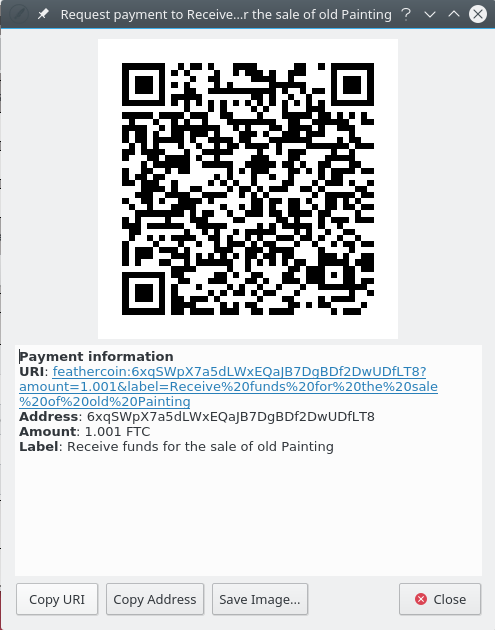 Request payment to Receive...r the sale of old Painting
Payment information
URI: feathercoin:6xqSWpX7a5dLWxEQaJB7DgBDf2DwUDfLT8?
amount=1.001&label=Receive%20funds%20for%20the%20sale
%20of%20old%20Painting
Address: 6xqSWpX7a5dLWxEQaJB7DgBDf2DwUDfLT8
Amount: 1.001 FTC
Label: Receive funds for the sale of old Painting
Copy URI
Copy Address
Save Image...
Close